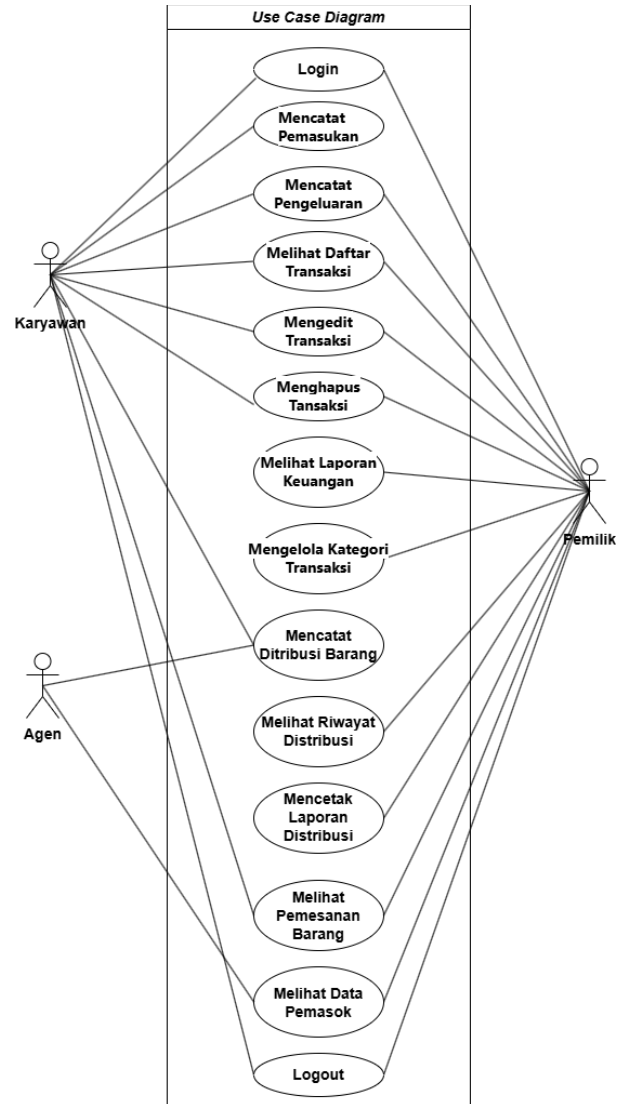 Use Case Diagram
Login
Mencatat
Pemasukan
Mencatat
Pengeluaran
Melihat Daftar
Transaksi
Karyawan
Mengedit
Transaksi
Menghapus
Tansaksi
Melihat Laporan
Keuangan
Pemilik
Mengelola Kategori
Transaksi
Mencatat
Ditribusi Barang
Agen
Melihat Riwayat
Distribusi
Mencetak
Laporan
Distribusi
Melihat
Pemesanan
Barang
Melihat Data
Pemasok
Logout